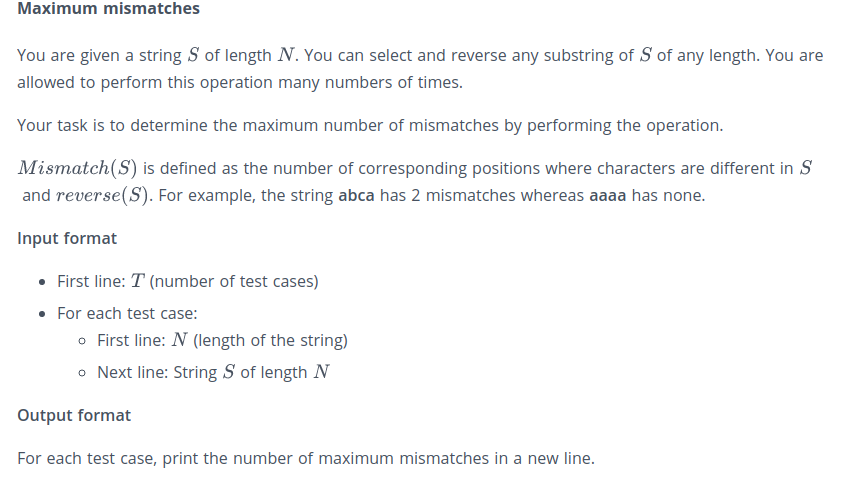 Maximum mismatches
You are given a string S of length N. You can select and reverse any substring of S of any length. You are
allowed to perform this operation many numbers of times.
Your task is to determine the maximum number of mismatches by performing the operation.
Mismatch(S) is defined as the number of corresponding positions where characters are different in S
and reverse(S). For example, the string abca has 2 mismatches whereas aaaa has none.
Input format
• First line: T (number of test cases)
• For each test case:
○ First line: N (length of the string)
○ Next line: String S of length N
Output format
For each test case, print the number of maximum mismatches in a new line.